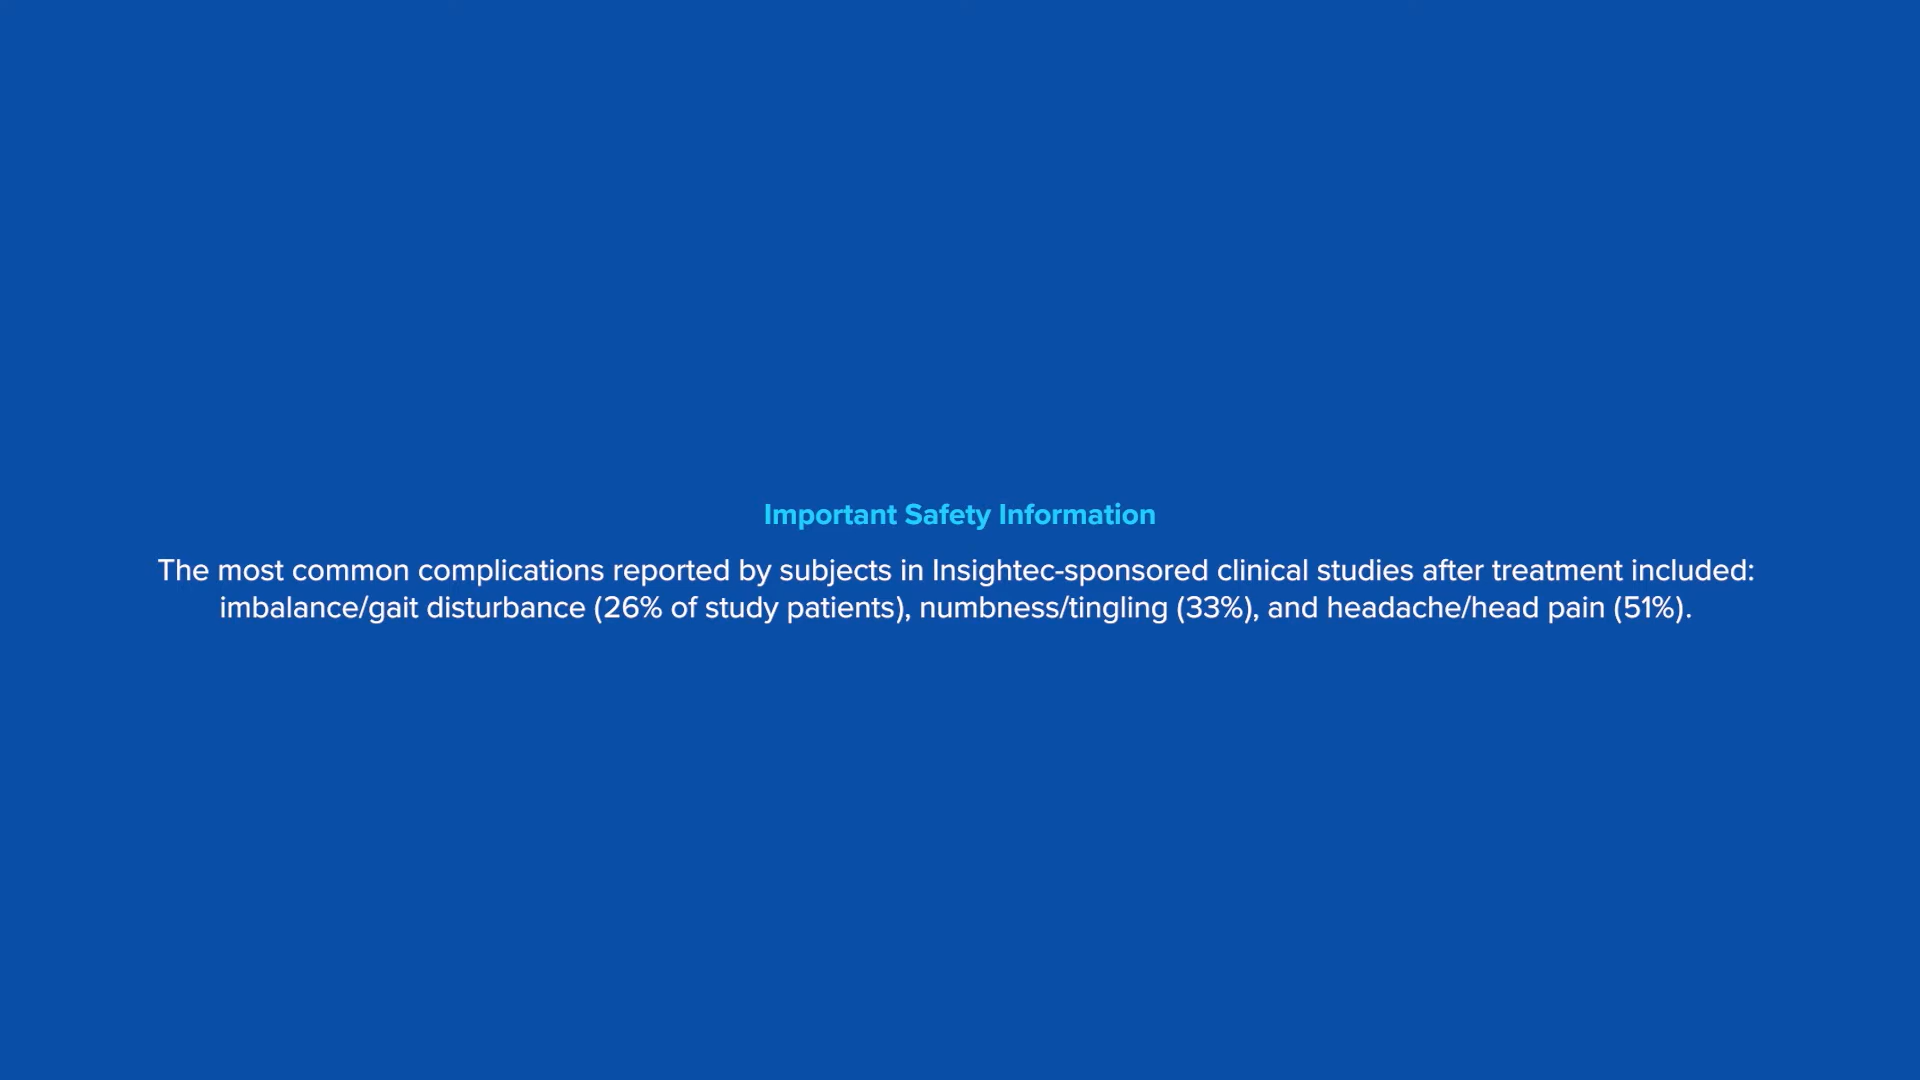 Important Safety Information
The most common complications reported by subjects in Insightec-sponsored clinical studies after treatment included:
imbalance/gait disturbance (26% of study patients), numbness/tingling (33%), and headache/head pain (51%).